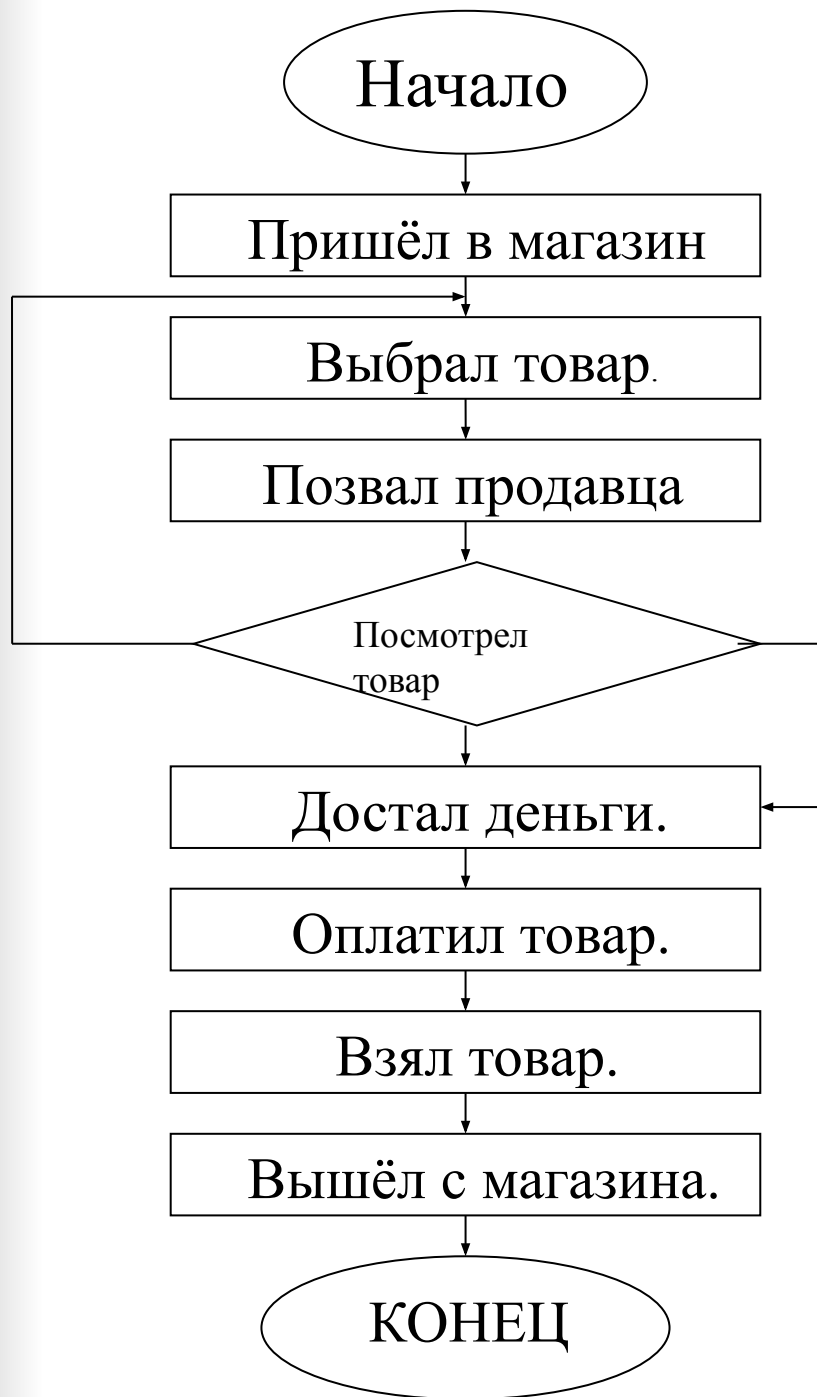 Начало
Пришёл в магазин
Выбрал товар.
Позвал продавца
Посмотрел
товар
Достал деньги.
Оплатил товар.
Взял товар.
Вышёл с магазина.
КОНЕЦ